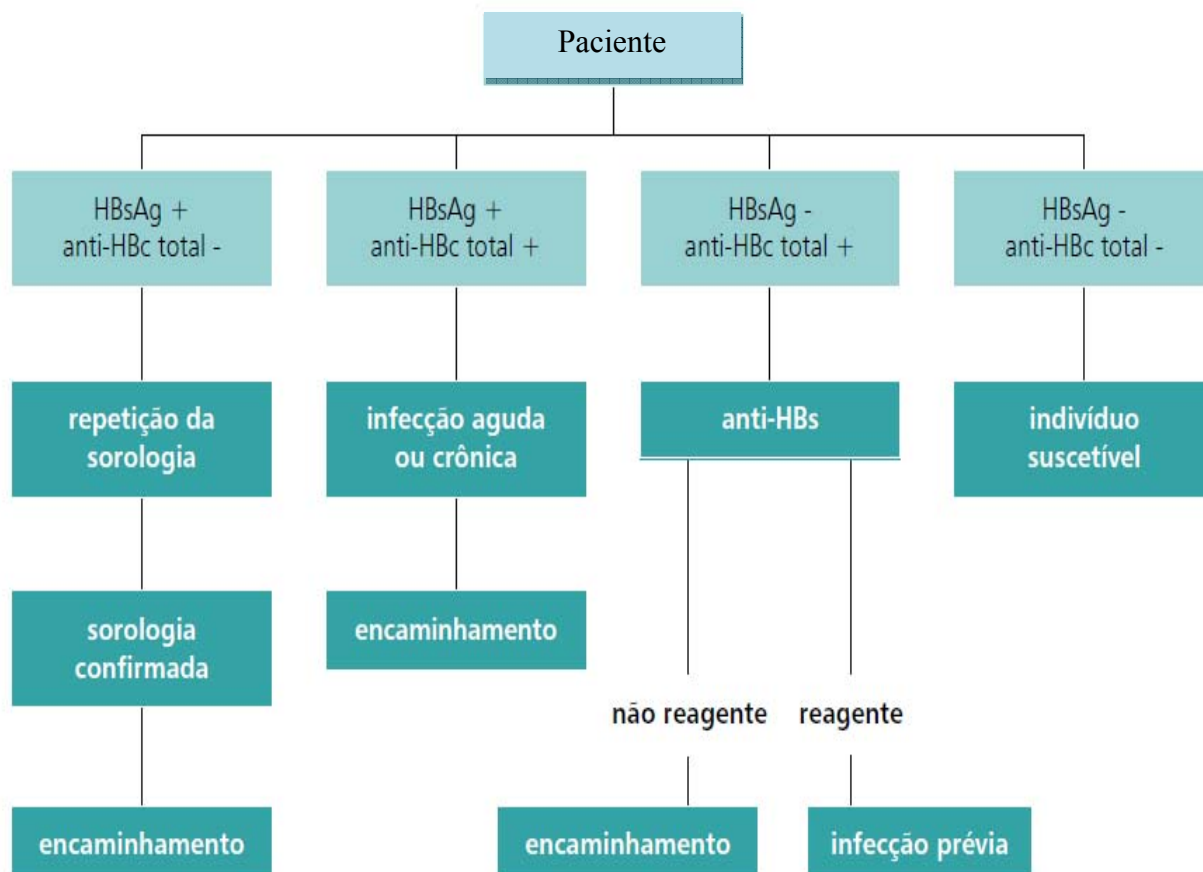 Paciente
HBsAg +
anti-HBc total -
HBsAg +
anti-HBc total +
HBsAg -
anti-HBc total +
HBsAg -
anti-HBc total -
repetição da
sorologia
infecção aguda
ou crônica
anti-HBs
indivíduo
suscetível
sorologia
confirmada
encaminhamento
não reagente
reagente
encaminhamento
encaminhamento
infecção prévia